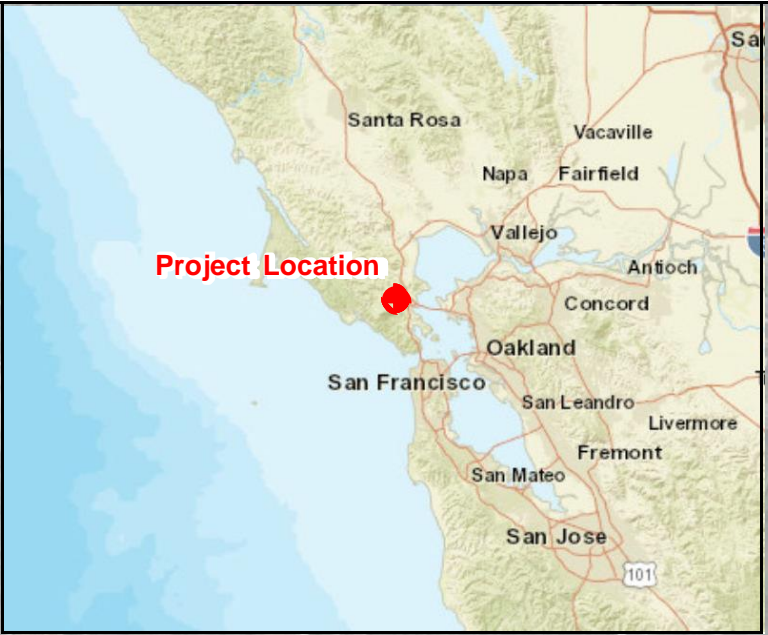 Sa
Santa Rosa
Vacaville
Napa
Fairfield
Vallejo
Project Location
Antioch
Concord
Oakland
San Francisco
San Leandro
Livermore
Fremont
San Mateo
San Jose
101